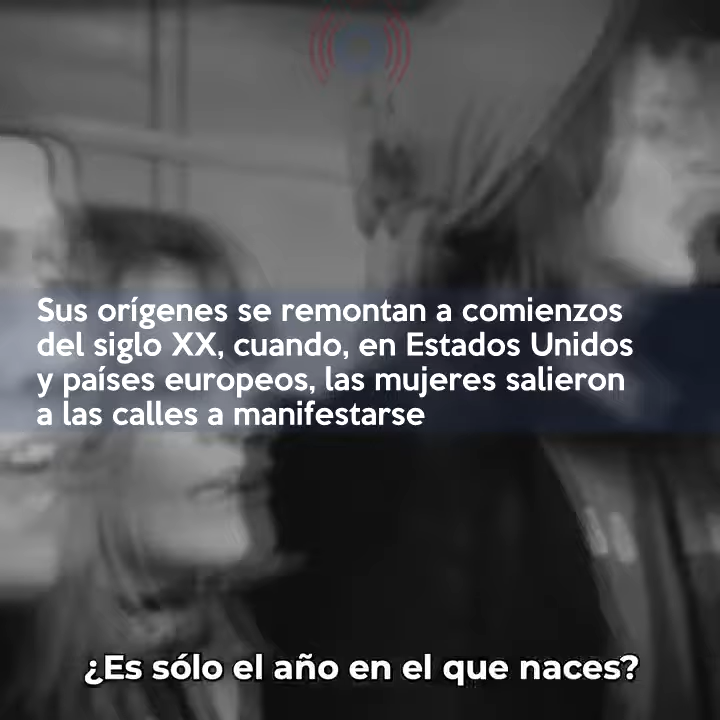 Sus orígenes se remontan a comienzos
del siglo XX, cuando, en Estados Unidos
y países europeos, las mujeres salieron
a las calles a manifestarse
¿Es sólo el año en el que naces?